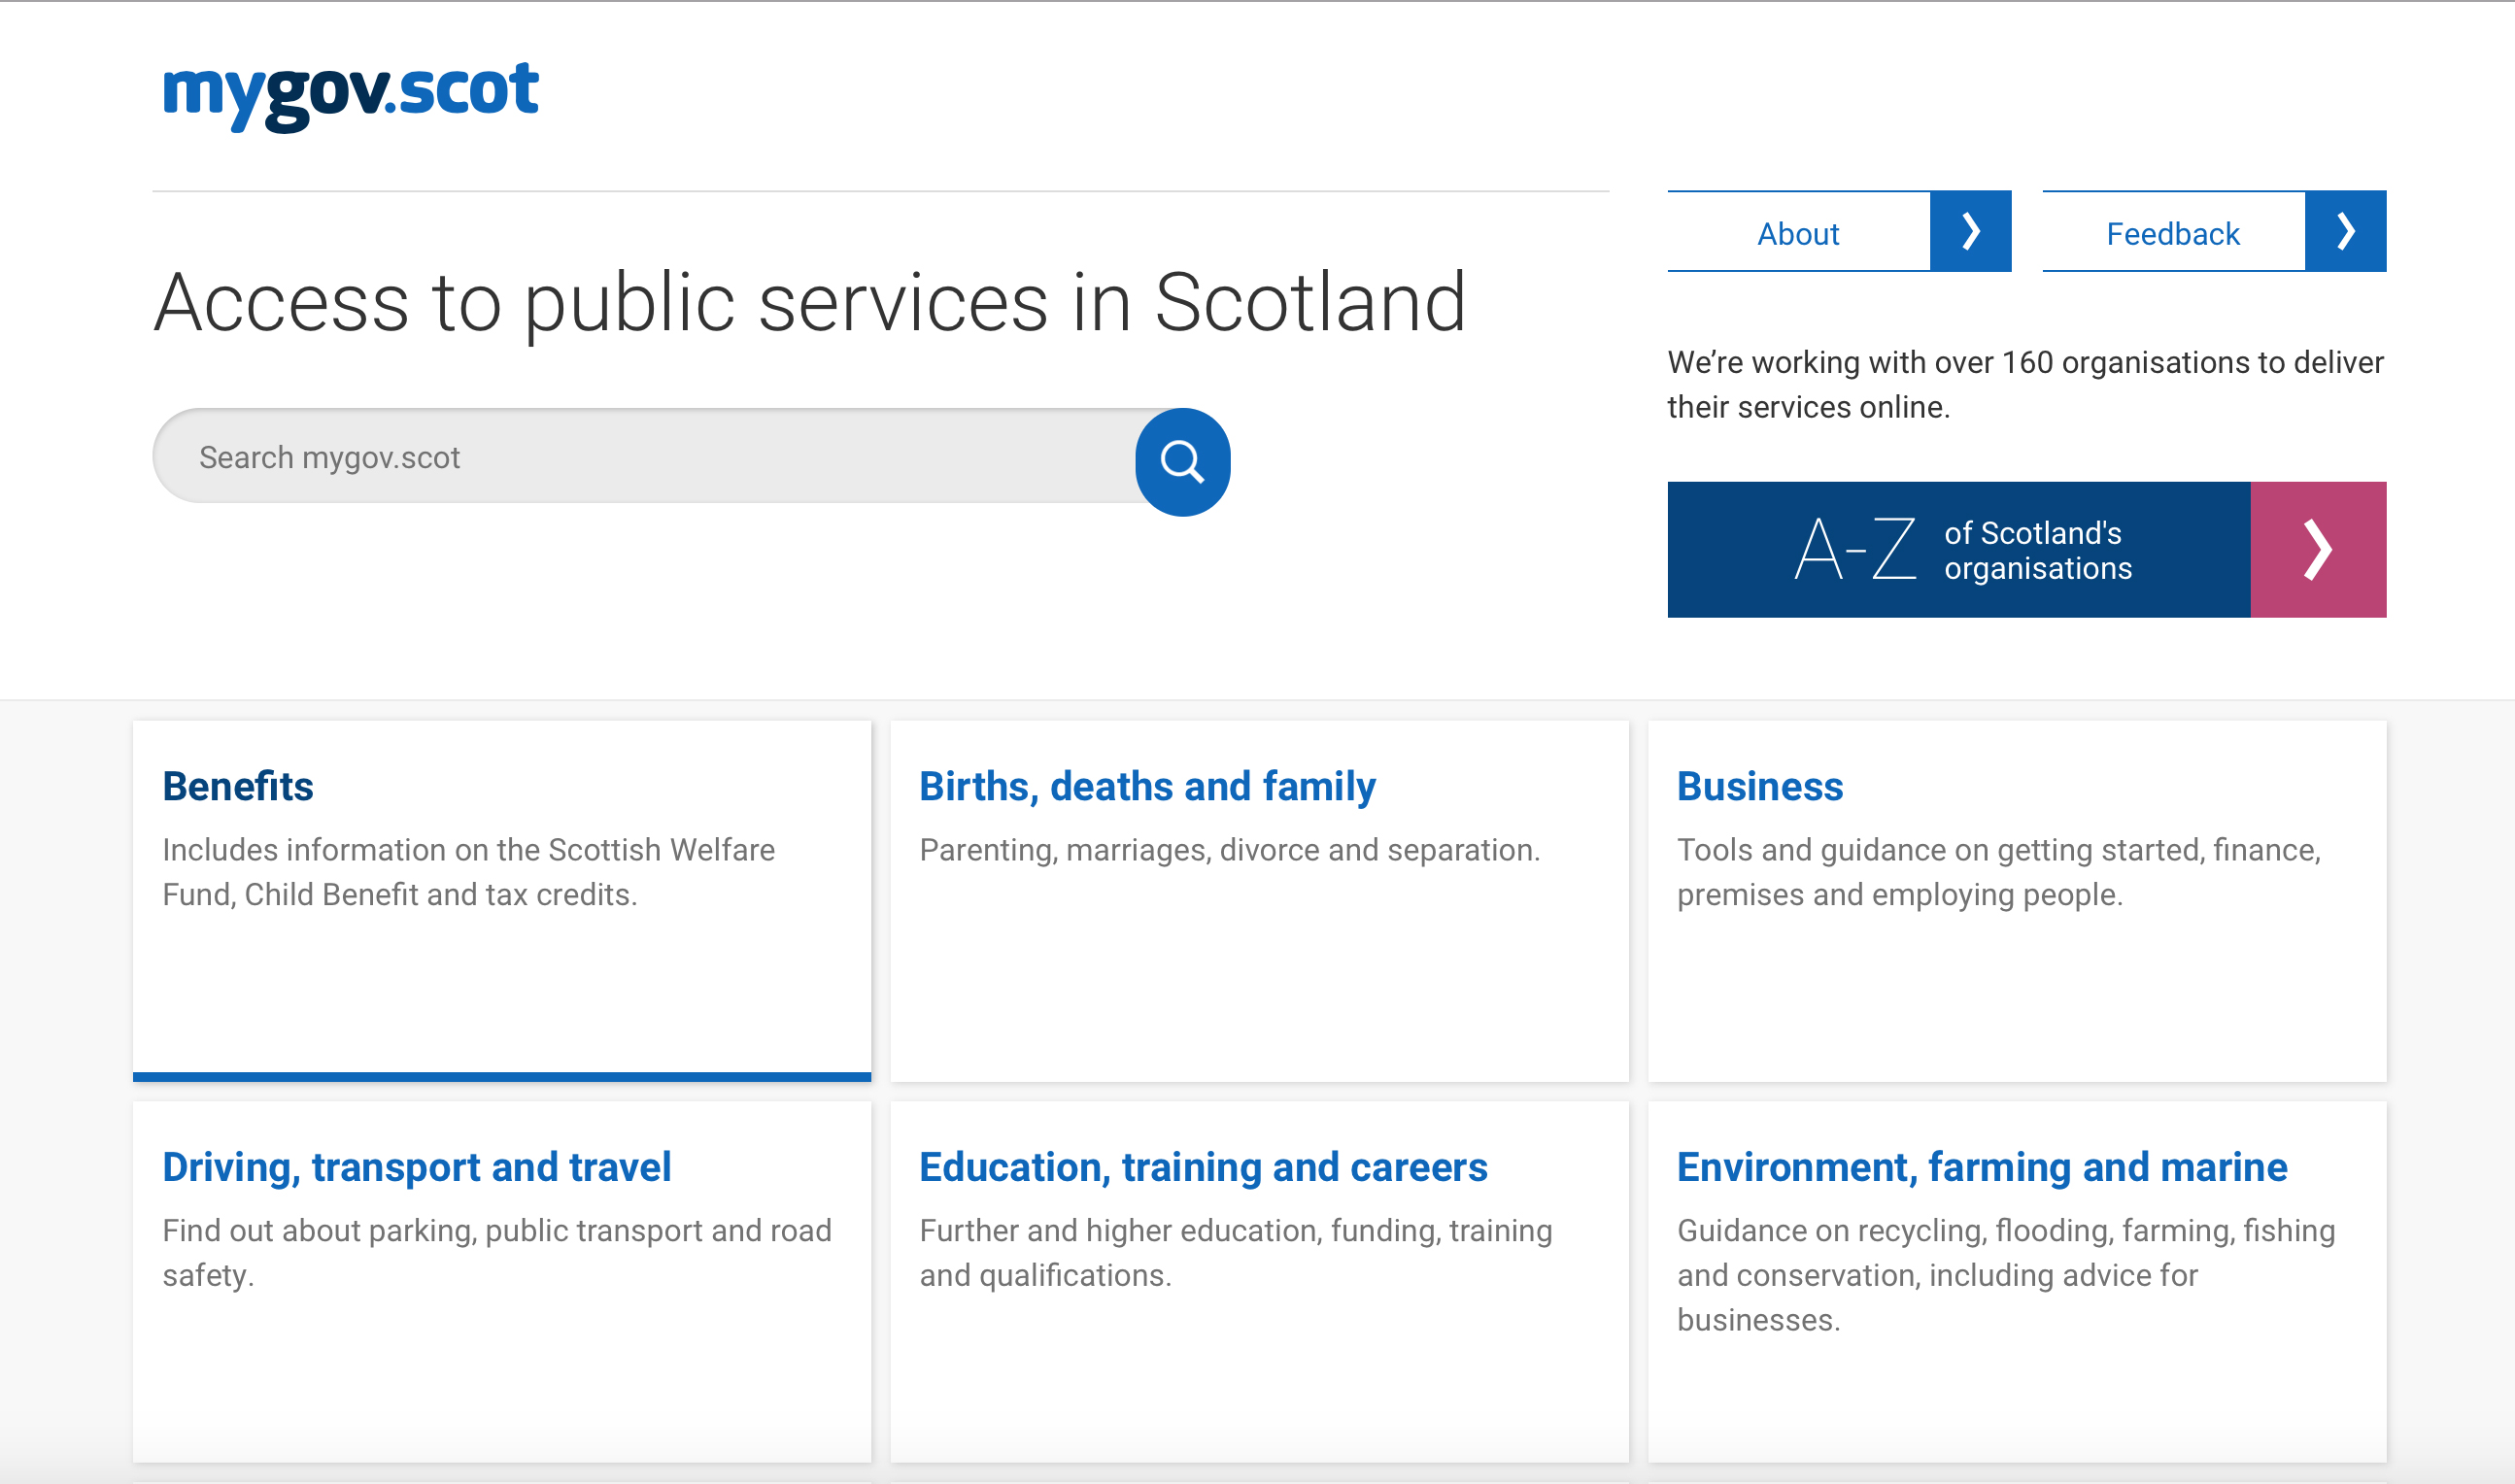 mygov.scot
About
Feedback
Access to public services in Scotland
Search mygov.scot
We’re working with over 160 organisations to deliver
their services online.
A-Z of Scotland's
organisations
Benefits
Includes information on the Scottish Welfare
Fund, Child Benefit and tax credits.
Births, deaths and family
Parenting, marriages, divorce and separation.
Business
Tools and guidance on getting started, finance,
premises and employing people.
Driving, transport and travel
Find out about parking, public transport and road
safety.
Education, training and careers
Further and higher education, funding, training
and qualifications.
Environment, farming and marine
Guidance on recycling, flooding, farming, fishing
and conservation, including advice for
businesses.